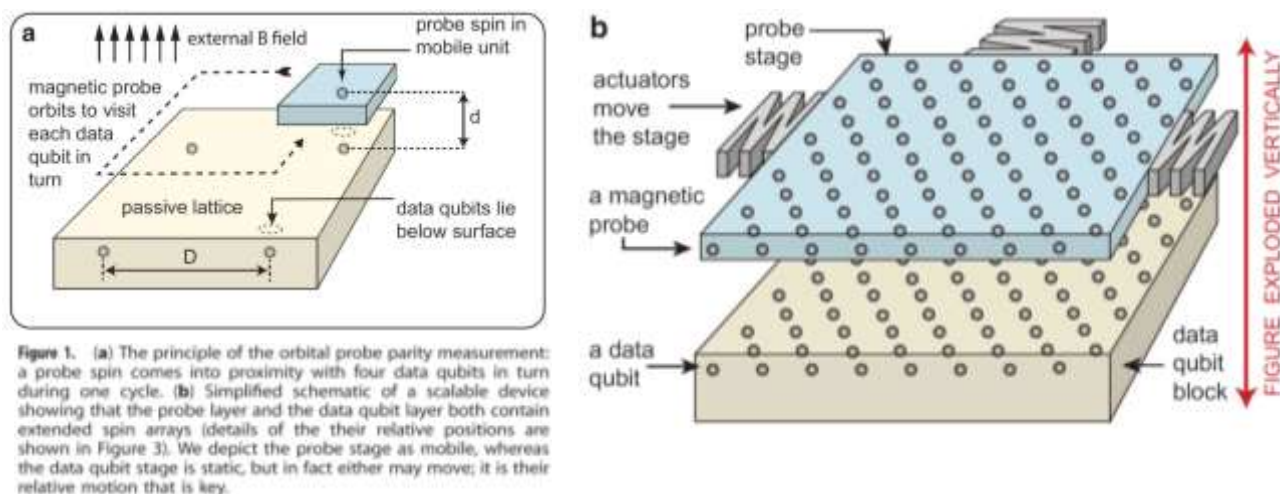 a
external B field
probe spin in
mobile unit
magnetic probe
orbits to visit
each data
qubit in
turn
d
passive lattice
data qubits lie
below surface
D
Figure 1. (a) The principle of the orbital probe parity measurement:
a probe spin comes into proximity with four data qubits in turn
during one cycle. (b) Simplified schematic of a scalable device
showing that the probe layer and the data qubit layer both contain
extended spin arrays (details of the their relative positions are
shown in Figure 3). We depict the probe stage as mobile, whereas
the data qubit stage is static, but in fact either may move; it is their
relative motion that is key.
b
probe
stage
actuators
move
the stage
a magnetic
probe
a data
qubit
data
qubit
block
FIGURE EXPLODED VERTICALLY